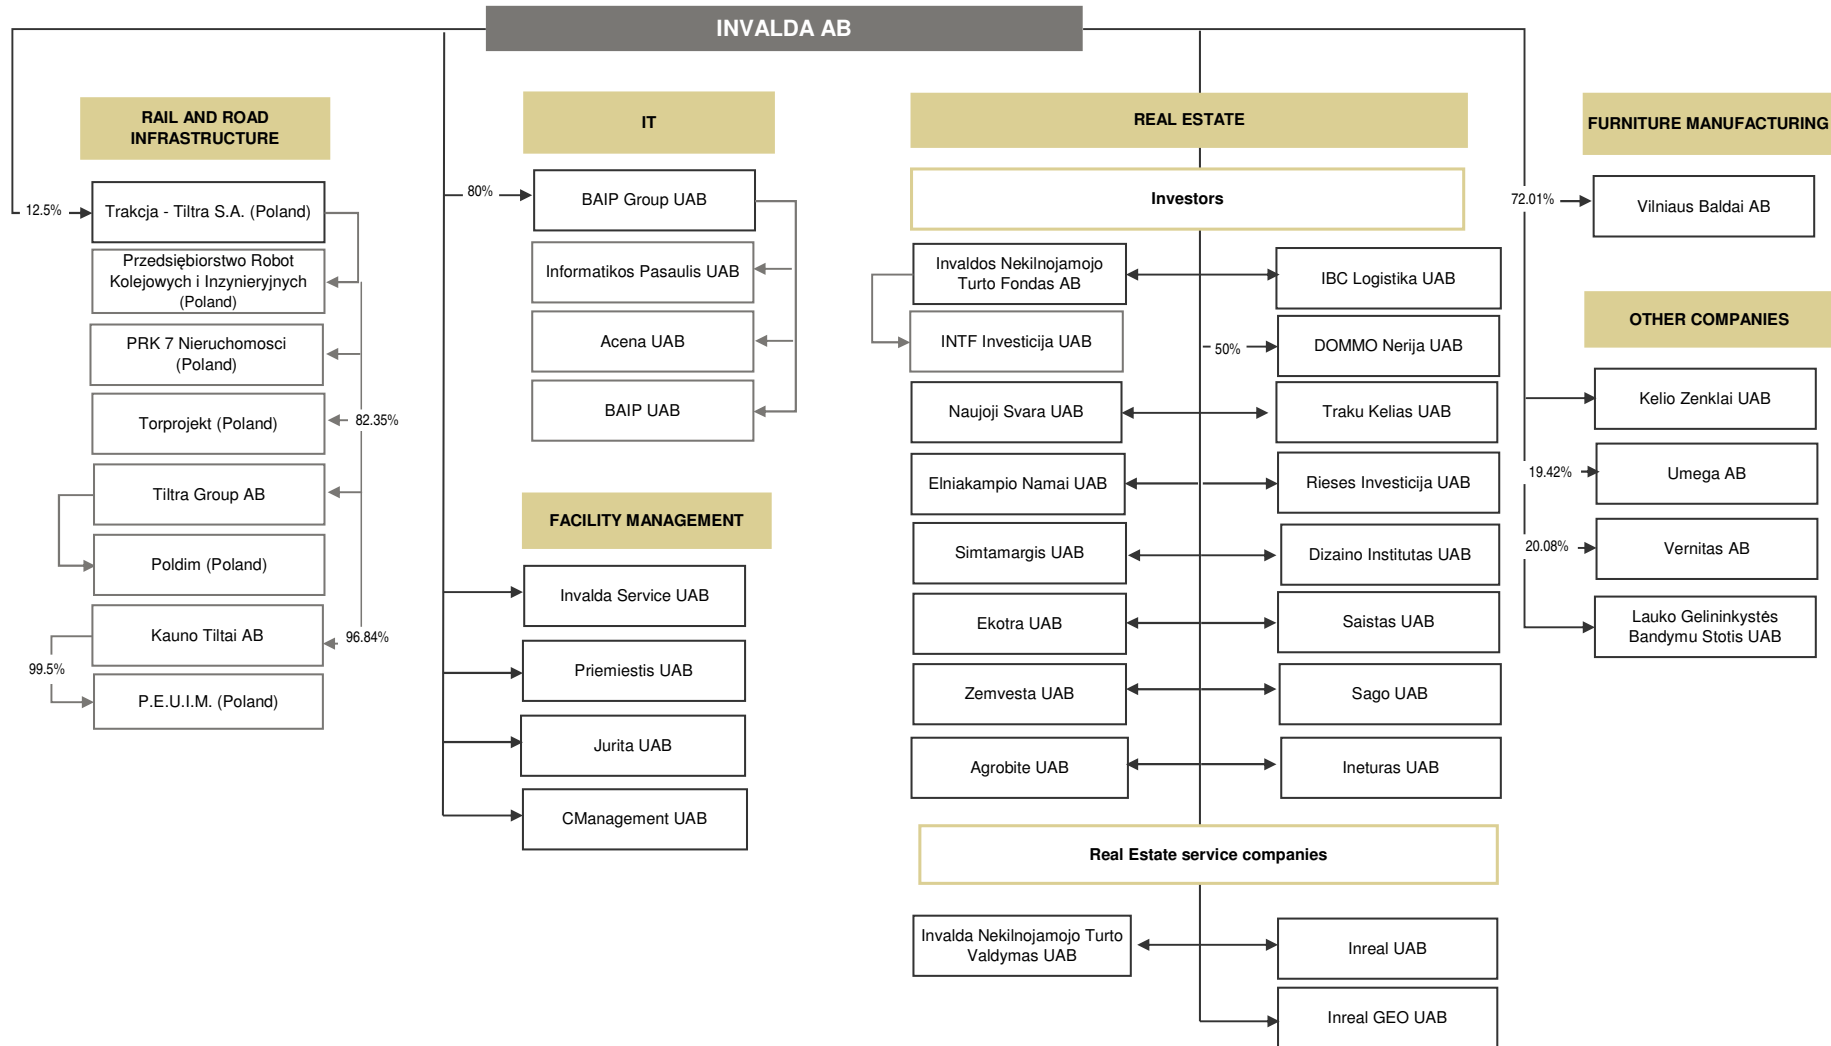 INVALDA AB
RAIL AND ROAD
INFRASTRUCTURE
12.5%
Trakcja - Tiltra S.A. (Poland)
Przedsiębiorstwo Robot
Kolejowych i Inzynieryjnych
(Poland)
PRK 7 Nieruchomosci
(Poland)
Torprojekt (Poland)
82.35%
Tiltra Group AB
Poldim (Poland)
Kauno Tiltai AB
96.84%
99.5%
P.E.U.I.M. (Poland)
IT
80%
BAIP Group UAB
Informatikos Pasaulis UAB
Acena UAB
BAIP UAB
FACILITY MANAGEMENT
Invalda Service UAB
Priemiestis UAB
Jurita UAB
CManagement UAB
REAL ESTATE
Investors
Invaldos Nekilnojamojo
Turto Fondas AB
IBC Logistika UAB
INTF Investicija UAB
50%
DOMMO Nerija UAB
Naujoji Svara UAB
Traku Kelias UAB
Elniakampio Namai UAB
Rieses Investicija UAB
Simtamargis UAB
Dizaino Institutas UAB
Ekotra UAB
Saistas UAB
Zemvesta UAB
Sago UAB
Agrobite UAB
Ineturas UAB
Real Estate service companies
Invalda Nekilnojamojo Turto
Valdymas UAB
Inreal UAB
Inreal GEO UAB
FURNITURE MANUFACTURING
72.01%
Vilniaus Baldai AB
OTHER COMPANIES
Kelio Zenklai UAB
19.42%
Umega AB
20.08%
Vernitas AB
Lauko Gelininkystės
Bandymu Stotis UAB